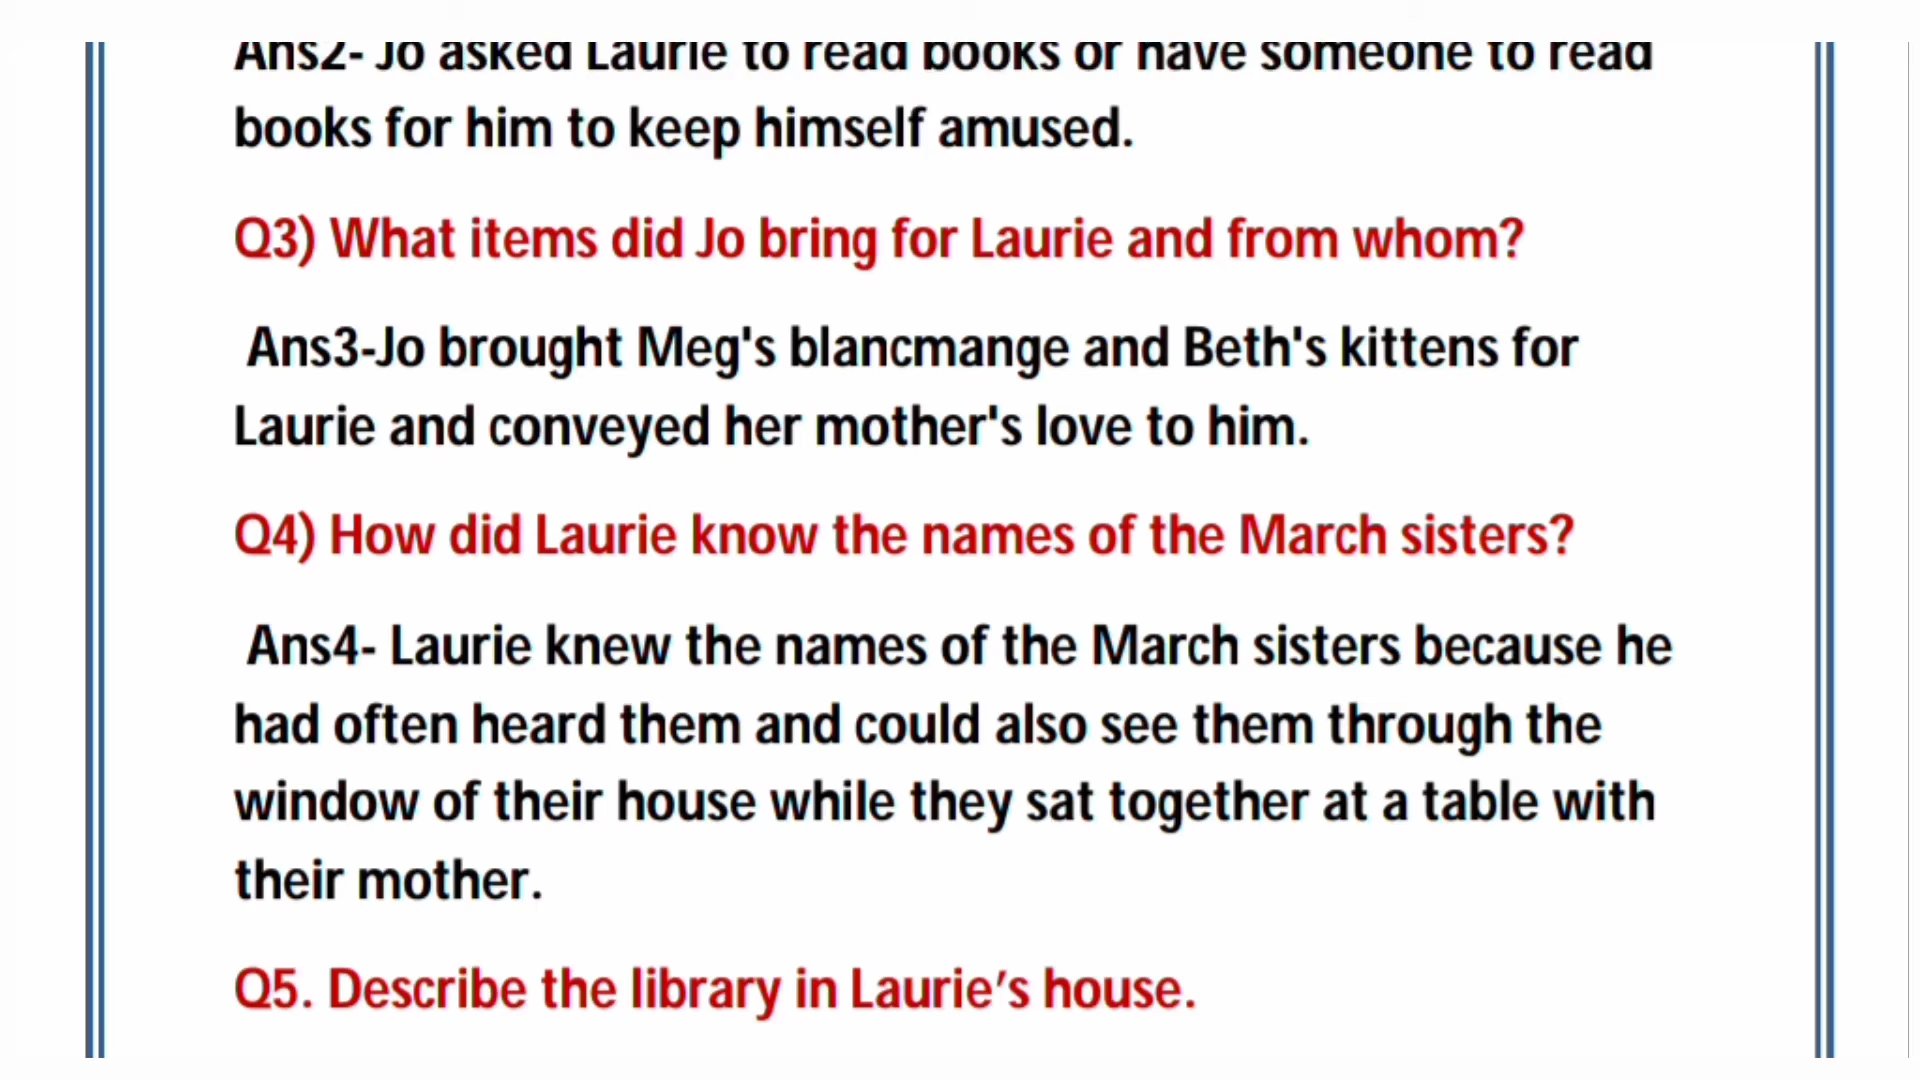 Ans2- Jo asked Laurie to read books or have someone to read
books for him to keep himself amused.
Q3) What items did Jo bring for Laurie and from whom?
Ans3-Jo brought Meg's blancmange and Beth's kittens for
Laurie and conveyed her mother's love to him.
Q4) How did Laurie know the names of the March sisters?
Ans4- Laurie knew the names of the March sisters because he
had often heard them and could also see them through the
window of their house while they sat together at a table with
their mother.
Q5. Describe the library in Laurie’s house.